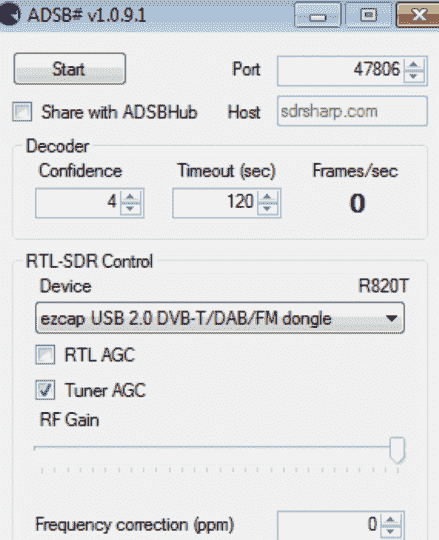 ADSB# v1.0.9.1
Start Port 47806
Share with ADSBHub Host sdrsharp.com
Decoder
Confidence Timeout (sec) Frames/sec
4 120 0
RTL-SDR Control
Device R820T
ezcap USB 2.0 DVB-T/DAB/FM dongle
RTL AGC
Tuner AGC
RF Gain
Frequency correction (ppm) 0